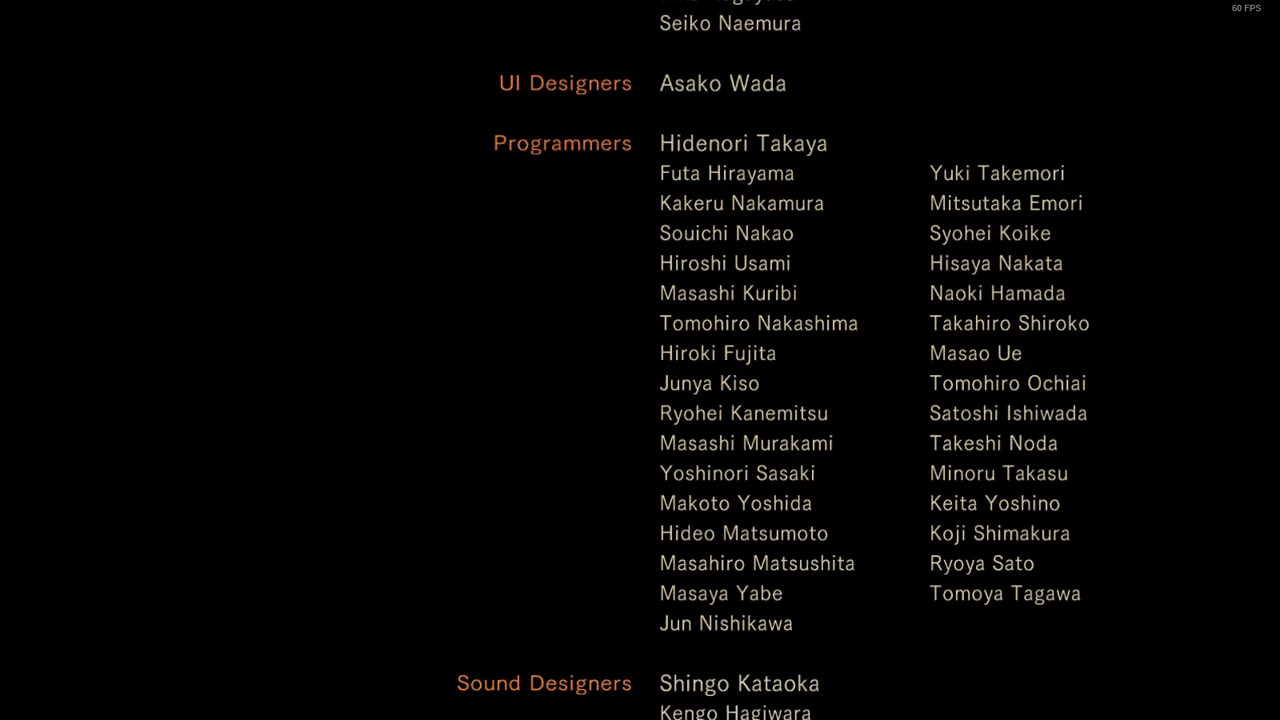 60 FPS
Seiko Naemura
UI Designers Asako Wada
Programmers Hidenori Takaya
Futa Hirayama Yuki Takemori
Kakeru Nakamura Mitsutaka Emori
Souichi Nakao Syohei Koike
Hiroshi Usami Hisaya Nakata
Masashi Kuribi Naoki Hamada
Tomohiro Nakashima Takahiro Shiroko
Hiroki Fujita Masao Ue
Junya Kiso Tomohiro Ochiai
Ryohei Kanemitsu Satoshi Ishiwada
Masashi Murakami Takeshi Noda
Yoshinori Sasaki Minoru Takasu
Makoto Yoshida Keita Yoshino
Hideo Matsumoto Koji Shimakura
Masahiro Matsushita Ryoya Sato
Masaya Yabe Tomoya Tagawa
Jun Nishikawa
Sound Designers Shingo Kataoka
Kengo Hagiwara